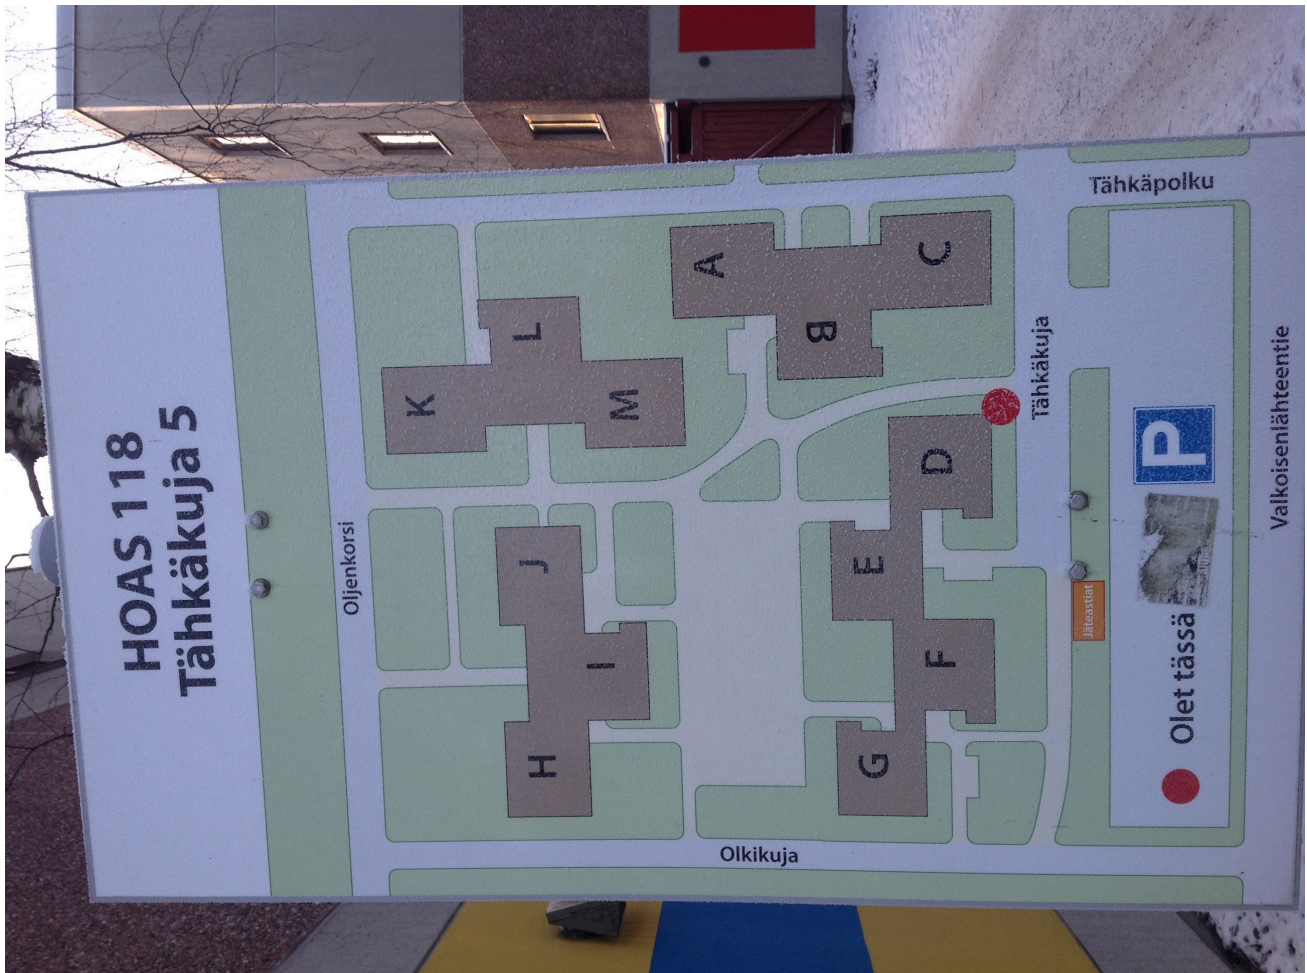 HOAS 118
Tähkäkuja 5
Oljenkorsi
K
L
M
J
I
H
A
B
C
D
E
F
G
Olkikuja
Tähkäpolku
Tähkäkuja
Jäteastiat
P
Olet tässä
Valkoisenlähteentie